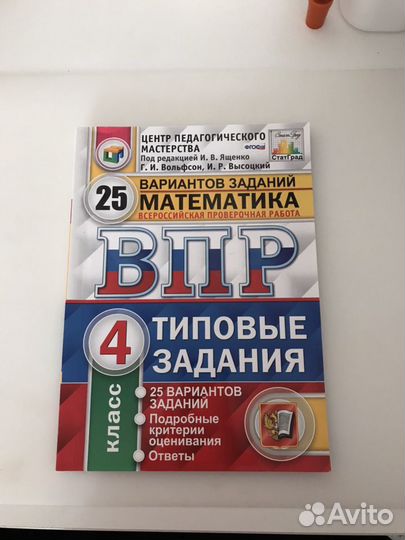 ЦЕНТР ПЕДАГОГИЧЕСКОГО
МАСТЕРСТВА
Под редакцией И. В. Ященко
Г. И. Вольфсон, И. Р. Высоцкий
ФГОС
СтатГрад
25
ВАРИАНТОВ ЗАДАНИЙ
МАТЕМАТИКА
ВСЕРОССИЙСКАЯ ПРОВЕРОЧНАЯ РАБОТА
ВПР
4
КЛАСС
ТИПОВЫЕ
ЗАДАНИЯ
25 ВАРИАНТОВ
ЗАДАНИЙ
Подробные
критерии
оценивания
Ответы
Avito